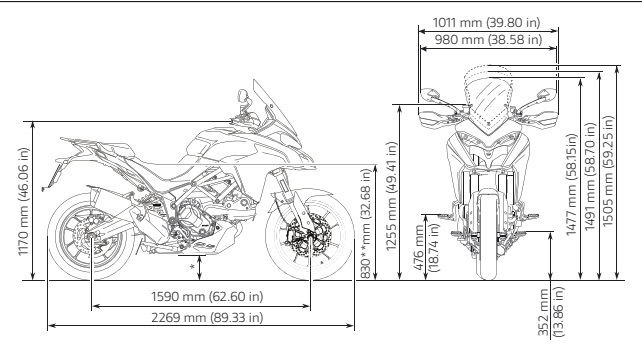 1011 mm (39.80 in)
980 mm (38.58 in)
1170 mm (46.06 in)
*
830**mm (32.68 in)
1255 mm (49.41 in)
476 mm
(18.74 in)
1477 mm (58.15in)
1491 mm (58.70 in)
1505 mm (59.25 in)
352 mm
(13.86 in)
1590 mm (62.60 in)
2269 mm (89.33 in)